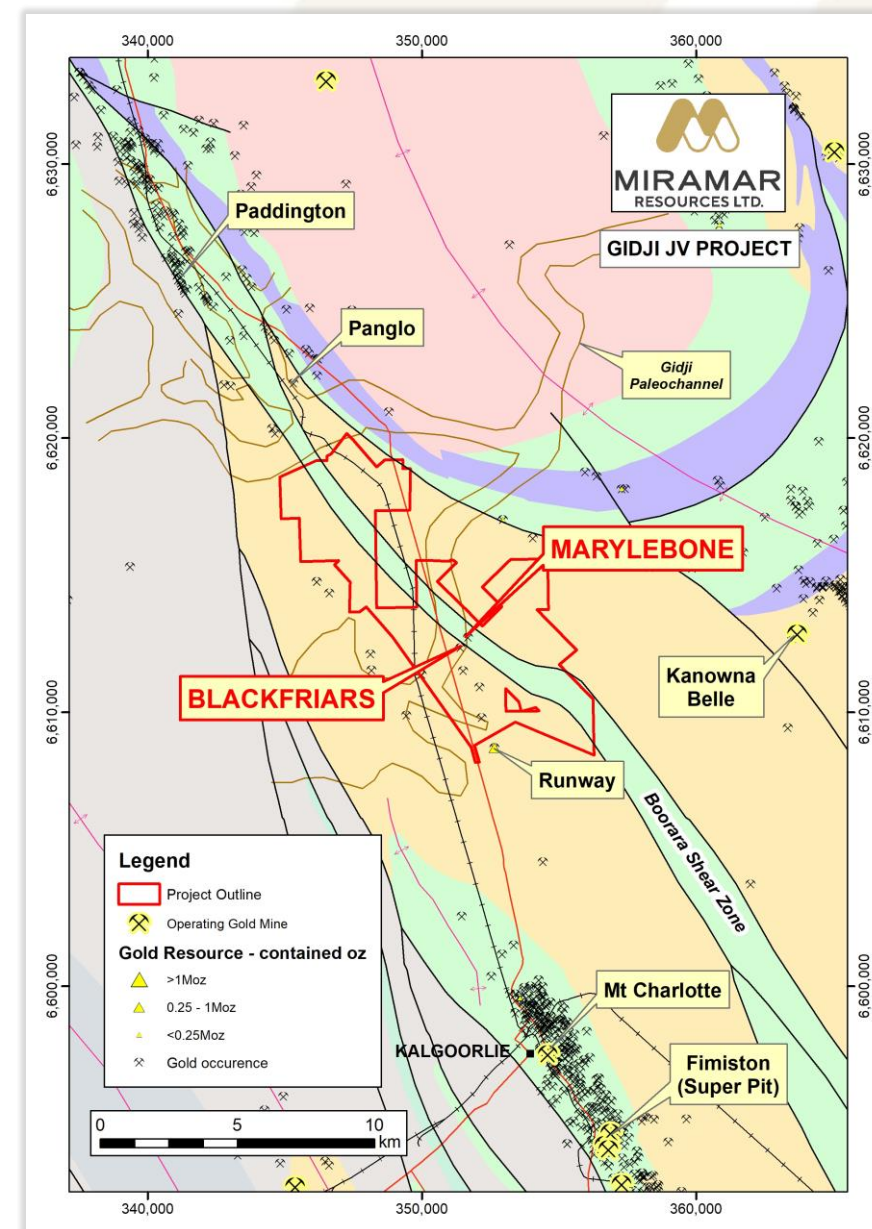 340,000
350,000
360,000
6,630,000
6,630,000
MIRAMAR
RESOURCES LTD.
GIDJI JV PROJECT
Paddington
Panglo
Gidji
Paleochannel
6,620,000
6,620,000
MARYLEBONE
BLACKFRIARS
Kanowna
Belle
6,610,000
6,610,000
Runway
Boorara Shear Zone
Legend
Project Outline
Operating Gold Mine
Gold Resource - contained oz
>1Moz
0.25 - 1Moz
<0.25Moz
Gold occurence
6,600,000
6,600,000
Mt Charlotte
KALGOORLIE
Fimiston
(Super Pit)
0 5 10
km
340,000
350,000
360,000